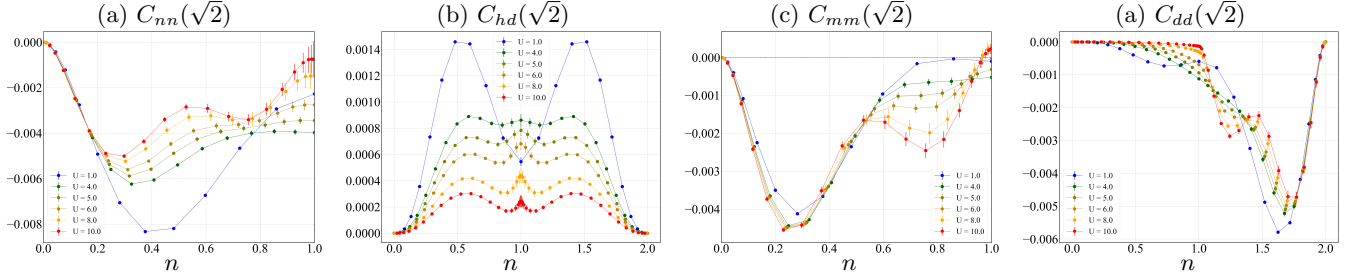 (a) C_{nn}(√2)
0.000
−0.002
−0.004
−0.006
−0.008
U = 1.0
U = 4.0
U = 5.0
U = 6.0
U = 8.0
U = 10.0
0.0 0.2 0.4 0.6 0.8 1.0
n
(b) C_{hd}(√2)
0.0014
0.0012
0.0010
0.0008
0.0006
0.0004
0.0002
0.0000
U = 1.0
U = 4.0
U = 5.0
U = 6.0
U = 8.0
U = 10.0
0.0 0.5 1.0 1.5 2.0
n
(c) C_{mm}(√2)
0.000
−0.001
−0.002
−0.003
−0.004
U = 1.0
U = 4.0
U = 5.0
U = 6.0
U = 8.0
U = 10.0
0.0 0.2 0.4 0.6 0.8 1.0
n
(a) C_{dd}(√2)
0.000
−0.001
−0.002
−0.003
−0.004
−0.005
−0.006
U = 1.0
U = 4.0
U = 5.0
U = 6.0
U = 8.0
U = 10.0
0.0 0.5 1.0 1.5 2.0
n